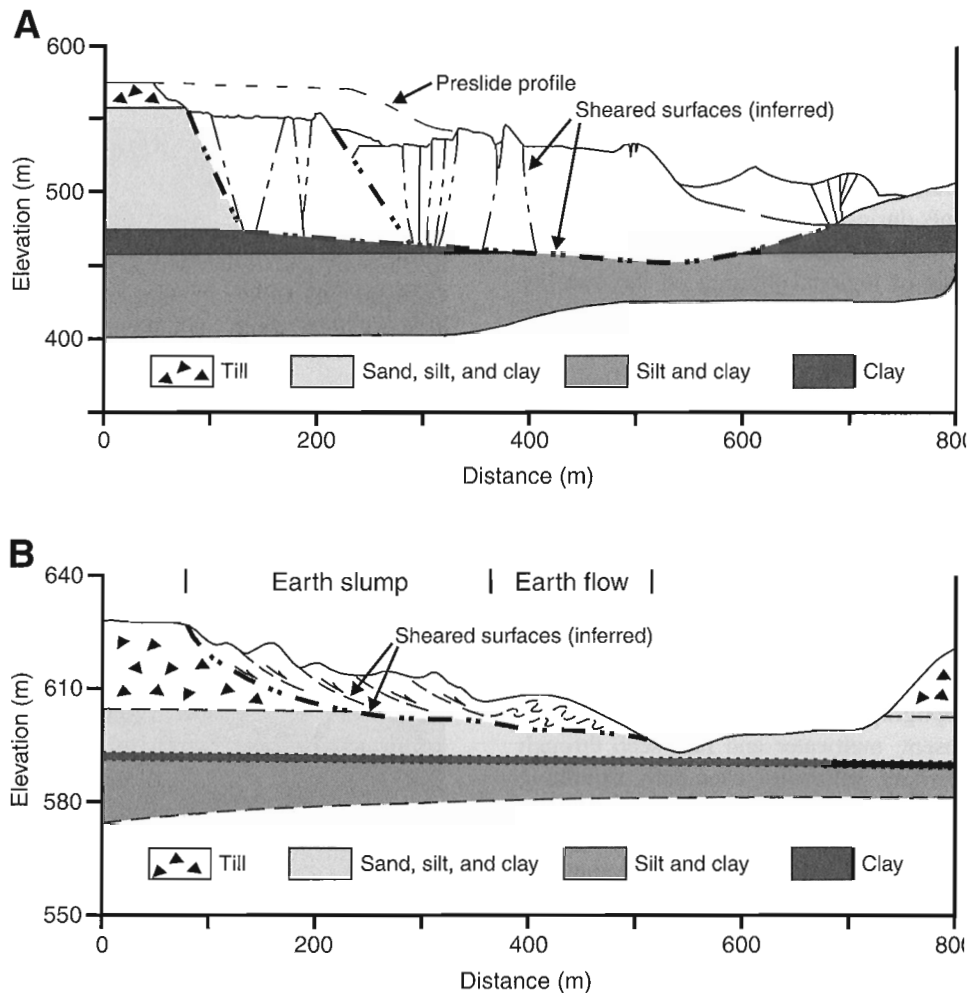 A
600
Preslide profile
Sheared surfaces (inferred)
500
Elevation (m)
400
Till
Sand, silt, and clay
Silt and clay
Clay
0
200
400
600
80
Distance (m)
B
640
Earth slump
Earth flow
Sheared surfaces (inferred)
610
Elevation (m)
580
Till
Sand, silt, and clay
Silt and clay
Clay
550
0
200
400
600
800
Distance (m)